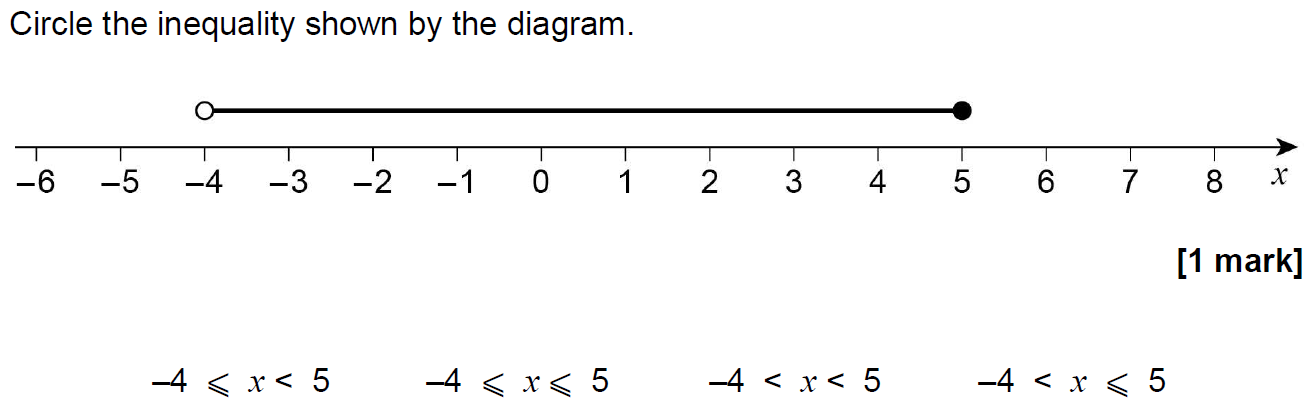 Circle the inequality shown by the diagram.
–6 –5 –4 –3 –2 –1 0 1 2 3 4 5 6 7 8 x
[1 mark]
–4 ⩽ x < 5 –4 ⩽ x ⩽ 5 –4 < x < 5 –4 < x ⩽ 5